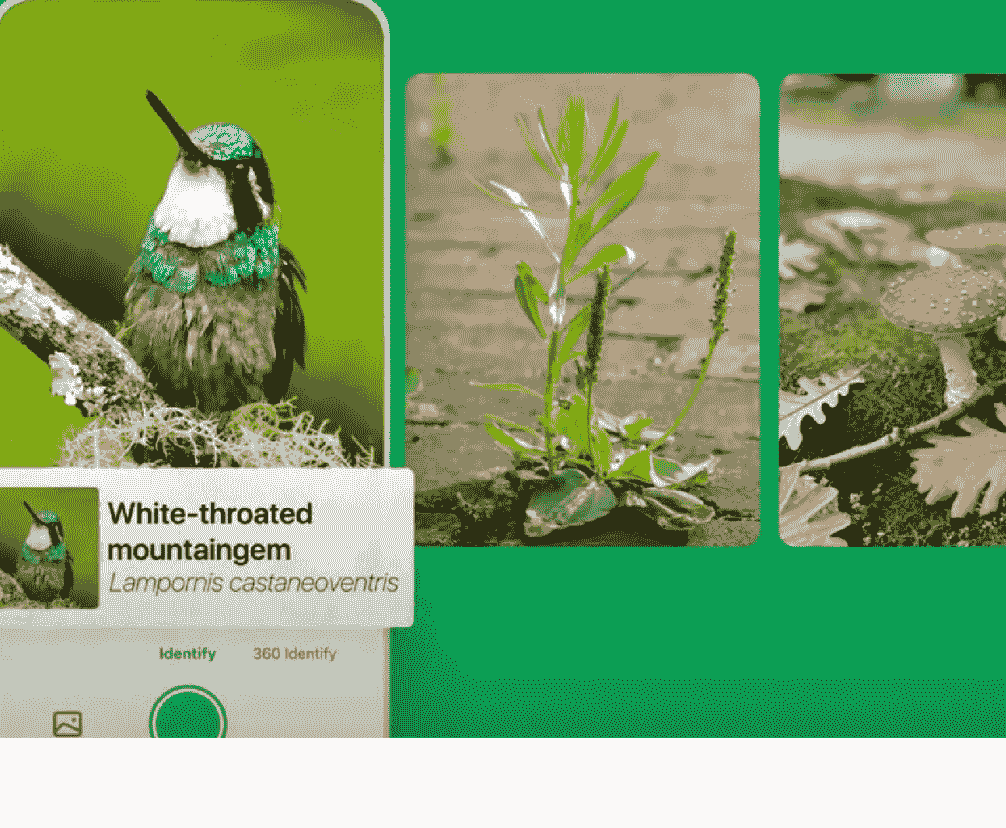 White-throated
mountaingem
Lampornis castaneoventris
Identify
360 Identify